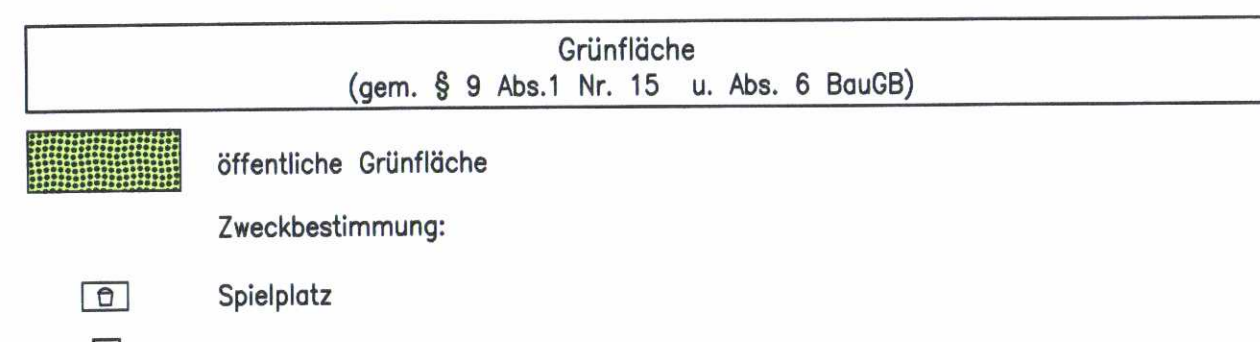 Grünfläche
(gem. § 9 Abs.1 Nr. 15 u. Abs. 6 BauGB)
öffentliche Grünfläche
Zweckbestimmung:
Spielplatz